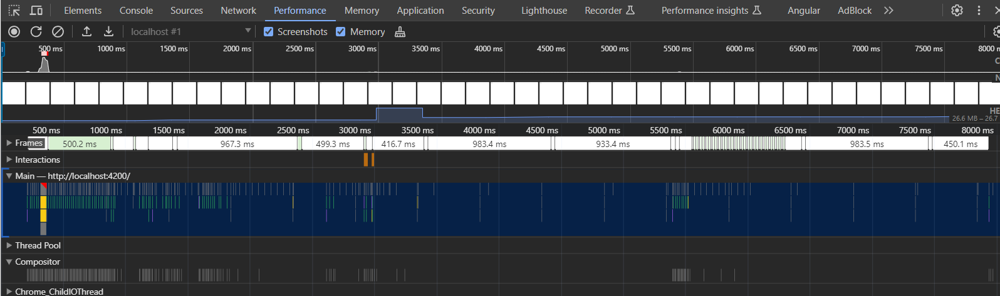 Elements Console Sources Network Performance Memory Application Security Lighthouse Recorder Performance insights Angular AdBlock
localhost #1 Screenshots Memory
500 ms 1000 ms 1500 ms 2000 ms 2500 ms 3000 ms 3500 ms 4000 ms 4500 ms 5000 ms 5500 ms 6000 ms 6500 ms 7000 ms 7500 ms 8000 m
C
N
HE
26.6 MB – 26.7
500 ms 1000 ms 1500 ms 2000 ms 2500 ms 3000 ms 3500 ms 4000 ms 4500 ms 5000 ms 5500 ms 6000 ms 6500 ms 7000 ms 7500 ms 8000 ms
Frames 500.2 ms 967.3 ms 499.3 ms 416.7 ms 983.4 ms 933.4 ms 983.5 ms 450.1 ms
Interactions
Main — http://localhost:4200/
Thread Pool
Compositor
Chrome_ChildIOThread